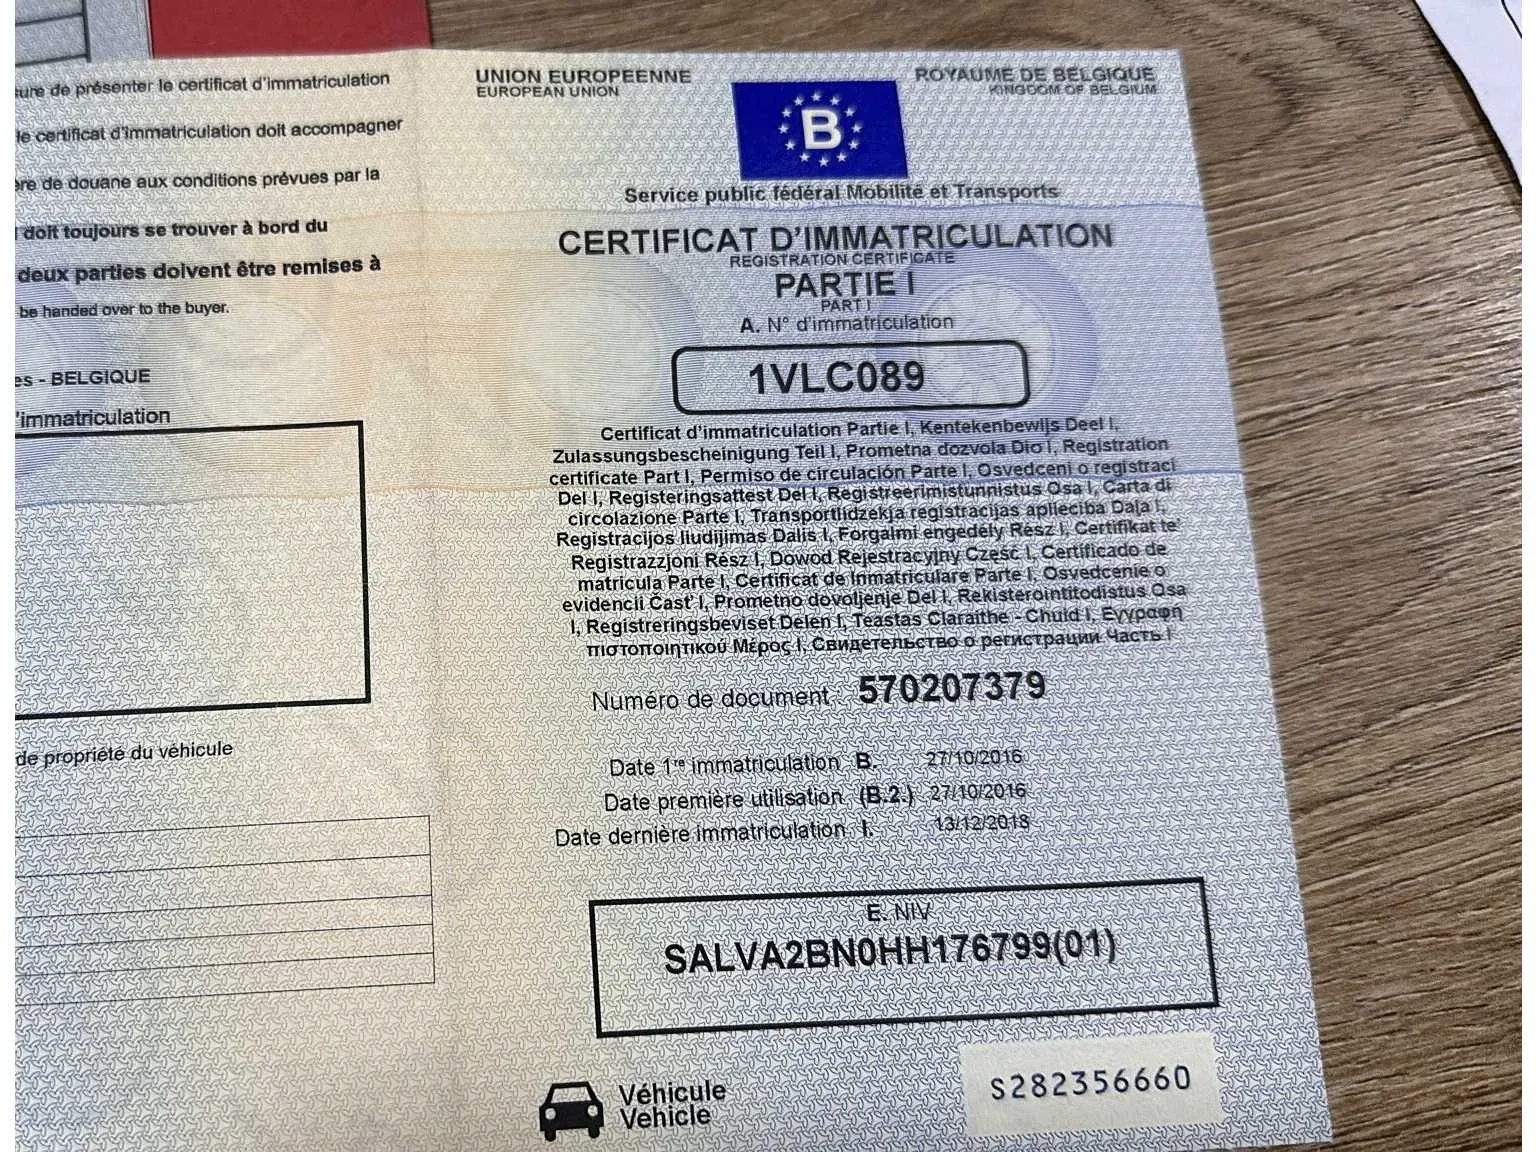 ure de présenter le certificat d'immatriculation
le certificat d'immatriculation doit accompagner
re de douane aux conditions prévues par la
doit toujours se trouver à bord du
deux parties doivent être remises à
be handed over to the buyer.
es - BELGIQUE
'immatriculation
de propriété du véhicule
UNION EUROPEENNE
EUROPEAN UNION
ROYAUME DE BELGIQUE
KINGDOM OF BELGIUM
B
Service public fédéral Mobilité et Transports
CERTIFICAT D'IMMATRICULATION
REGISTRATION CERTIFICATE
PARTIE I
PART I
A. N° d'immatriculation
1VLC089
Certificat d'immatriculation Partie I, Kentekenbewijs Deel I,
Zulassungsbescheinigung Teil I, Prometna dozvola Dio I, Registration
certificate Part I, Permiso de circulación Parte I, Osvedceni o registraci
Del I, Registeringsattest Del I, Registreerimistunnistus Osa I, Carta di
circolazione Parte I, Transportlidzekja registracijas aplieciba Daļa I,
Registracijos liudijimas Dalis I, Forgalmi engedély Rész I, Certifikat te'
Registrazzjoni Rész I, Dowod Rejestracyjny Część I, Certificado de
matricula Parte I, Certificat de Inmatriculare Parte I, Osvedcenie o
evidencii Časť I, Prometno dovoljenje Del I, Rekisterointitodistus Osa
I, Registreringsbeviset Delen I, Teastas Claraithe - Chuid I, Εγγραφή
πιστοποιητικού Μέρος I, Свидетельство о регистрации Часть I
Numéro de document 570207379
Date 1re immatriculation B. 27/10/2016
Date première utilisation (B.2.) 27/10/2016
Date dernière immatriculation I. 13/12/2018
E. NIV
SALVA2BN0HH176799(01)
Véhicule
Vehicle
S282356660